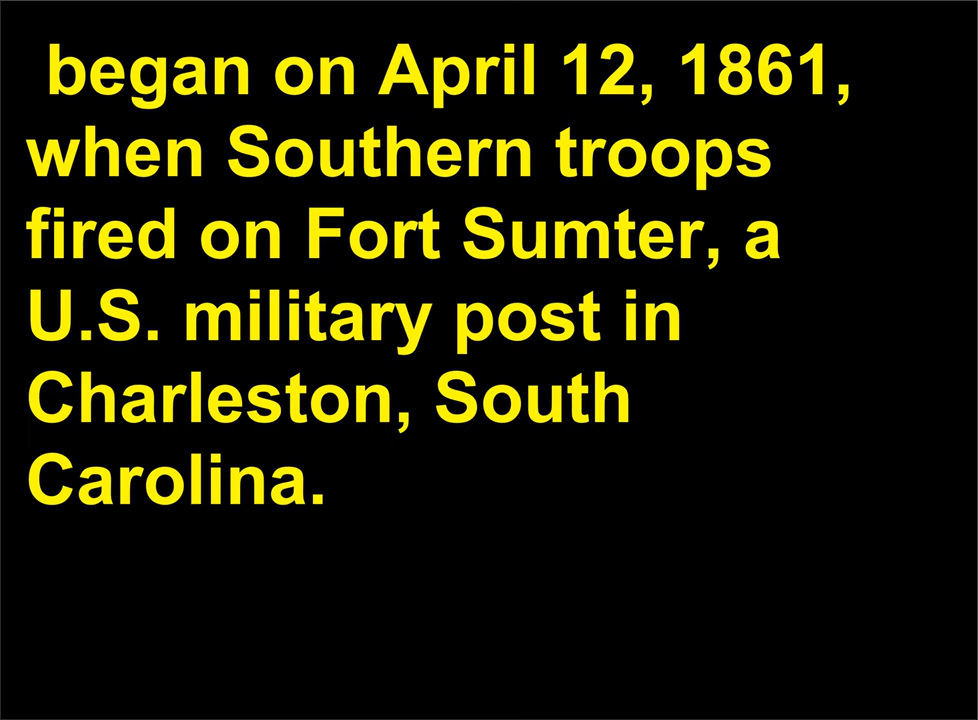 began on April 12, 1861,
when Southern troops
fired on Fort Sumter, a
U.S. military post in
Charleston, South
Carolina.